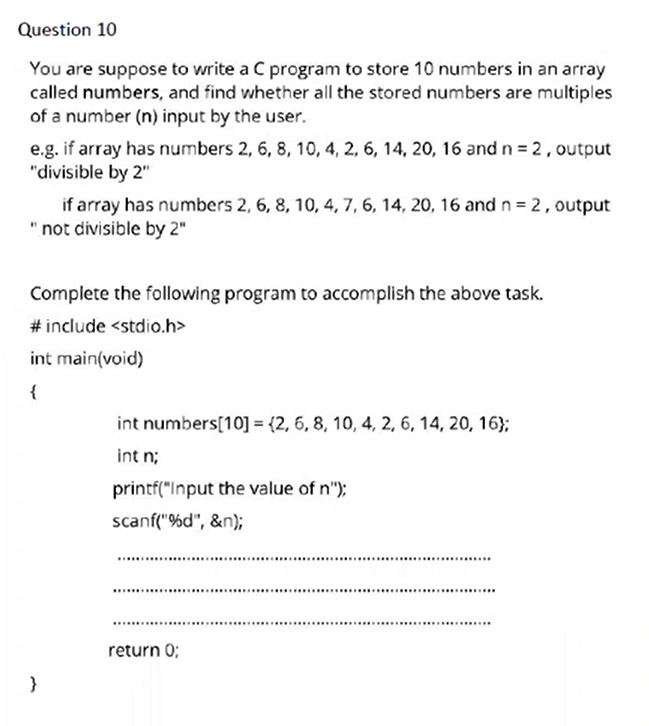 Question 10
You are suppose to write a C program to store 10 numbers in an array
called numbers, and find whether all the stored numbers are multiples
of a number (n) input by the user.
e.g. if array has numbers 2, 6, 8, 10, 4, 2, 6, 14, 20, 16 and n = 2 , output
"divisible by 2"
if array has numbers 2, 6, 8, 10, 4, 7, 6, 14, 20, 16 and n = 2 , output
" not divisible by 2"
Complete the following program to accomplish the above task.
# include <stdio.h>
int main(void)
{
int numbers[10] = {2, 6, 8, 10, 4, 2, 6, 14, 20, 16};
int n;
printf("Input the value of n");
scanf("%d", &n);
................................................................................
................................................................................
................................................................................
return 0;
}